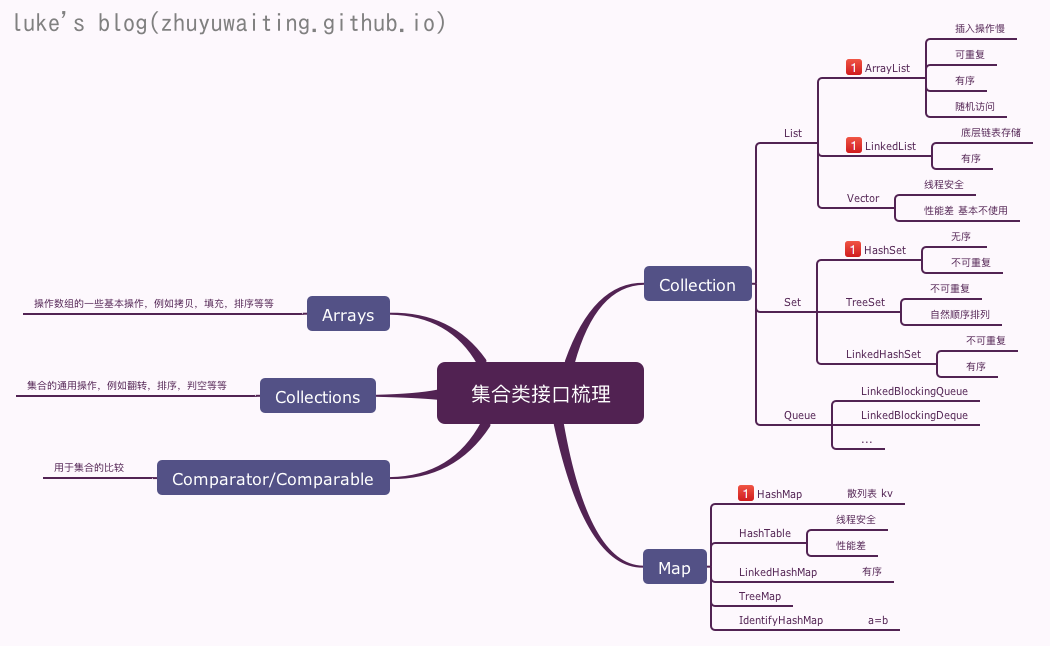 luke's blog(zhuyuwaiting.github.io)
集合类接口梳理
Collection
List
1 ArrayList
插入操作慢
可重复
有序
随机访问
1 LinkedList
底层链表存储
有序
Vector
线程安全
性能差 基本不使用
Set
1 HashSet
无序
不可重复
TreeSet
不可重复
自然顺序排列
LinkedHashSet
不可重复
有序
Queue
LinkedBlockingQueue
LinkedBlockingDeque
...
Map
1 HashMap
散列表 kv
HashTable
线程安全
性能差
LinkedHashMap
有序
TreeMap
IdentifyHashMap
a=b
Arrays
操作数组的一些基本操作，例如拷贝，填充，排序等等
Collections
集合的通用操作，例如翻转，排序，判空等等
Comparator/Comparable
用于集合的比较